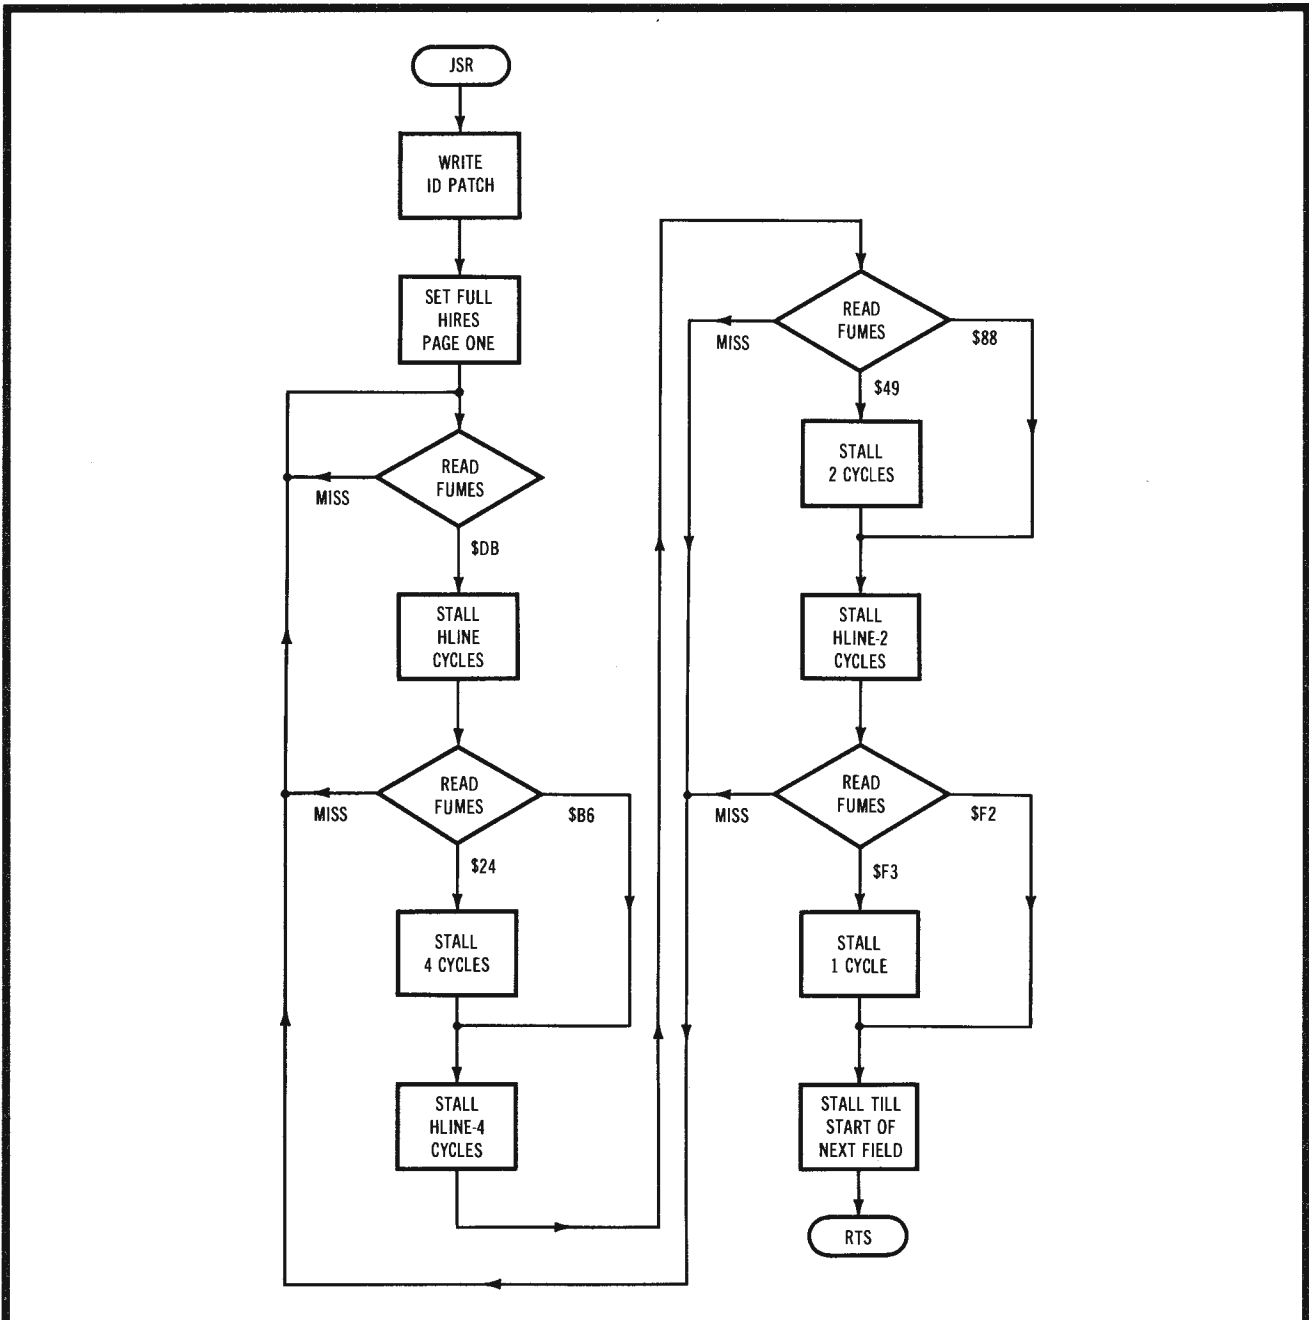 JSR
WRITE
ID PATCH
SET FULL
HIRES
PAGE ONE
READ
FUMES
MISS
$DB
STALL
HLINE
CYCLES
READ
FUMES
MISS
$B6
$24
STALL
4 CYCLES
STALL
HLINE-4
CYCLES
READ
FUMES
MISS
$88
$49
STALL
2 CYCLES
STALL
HLINE-2
CYCLES
READ
FUMES
MISS
$F2
$F3
STALL
1 CYCLE
STALL TILL
START OF
NEXT FIELD
RTS